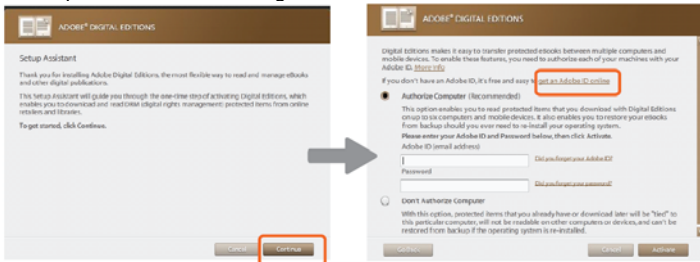 ADOBE® DIGITAL EDITIONS
Setup Assistant
Thank you for installing Adobe Digital Editions, the most flexible way to read and manage eBooks
and other digital publications.
This Setup Assistant will guide you through the one-time step of activating Digital Editions, which
enables you to download and read DRM (digital rights management) protected items from online
retailers and libraries.
To get started, click Continue.
Cancel
Continue
ADOBE® DIGITAL EDITIONS
Digital Editions makes it easy to transfer protected eBooks between multiple computers and
mobile devices. To enable these features, you need to authorize each of your machines with your
Adobe ID. More info
If you don't have an Adobe ID, it's free and easy to get an Adobe ID online
Authorize Computer (Recommended)
This option enables you to read protected items that you download with Digital Editions
on up to six computers and mobile devices. It also enables you to restore your eBooks
from backup should you ever need to re-install your operating system.
Please enter your Adobe ID and Password below, then click Activate.
Adobe ID (email address)
Did you forget your Adobe ID?
Password
Did you forget your password?
Don't Authorize Computer
With this option, protected items that you already have or download later will be "tied" to
this particular computer, will not be readable on other computers or devices, and can't be
restored from backup if the operating system is re-installed.
Go Back
Cancel
Activate